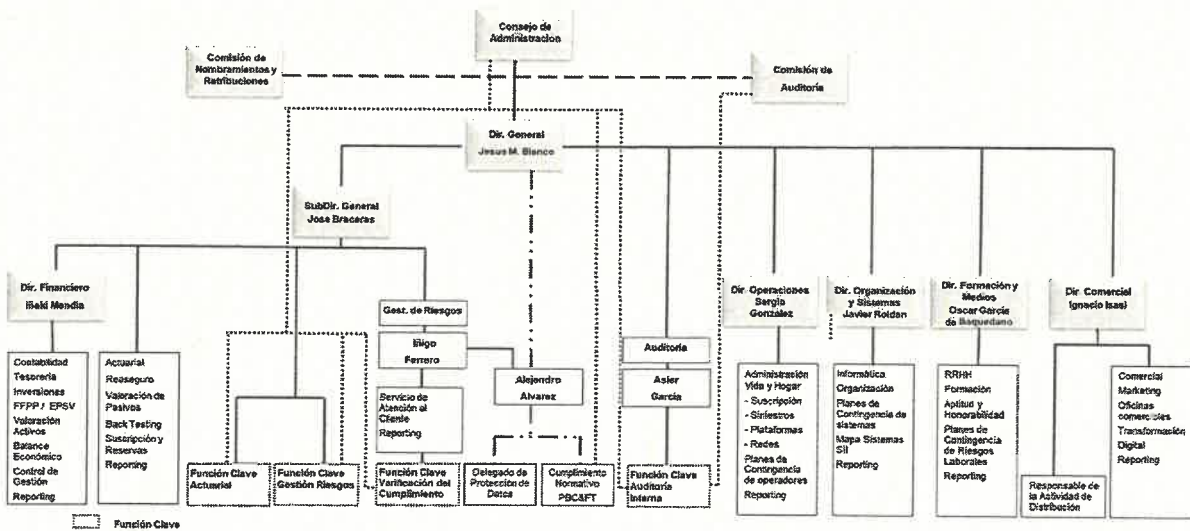 Consejo de
Administracion
Comisión de
Nombramientos y
Retribuciones
Comisión de
Auditoría
Dir. General
Jesus M. Blanco
SubDir. General
Jose Braceras
Dir. Financiero
Iñaki Mendia
Contabilidad
Tesorería
Inversiones
FFPP / EPSV
Valoración
Activos
Balance
Económico
Control de
Gestión
Reporting
Actuarial
Reaseguro
Valoración de
Pasivos
Back Testing
Suscripción y
Reservas
Reporting
Función Clave
Actuarial
Función Clave
Gestión Riesgos
Gest. de Riesgos
Iñigo
Ferrero
Servicio de
Atención al
Cliente
Reporting
Función Clave
Varificación del
Cumplimiento
Alejandro
Alvarez
Delegado de
Protección de
Datos
Cumplimiento
Normativo
PBC&FT
Auditoría
Asier
García
Función Clave
Auditoría
Interna
Dir. Operaciones
Sergio
González
Administración
Vida y Hogar
- Suscripción
- Siniestros
- Plataformas
- Redes
Planes de
Contingencia
de operadores
Reporting
Dir. Organización
y Sistemas
Javier Roldan
Informática
Organización
Planes de
Contingencia de
sistemas
Mapa Sistemas
SII
Reporting
Dir. Formación y
Medios
Oscar García
de Baquedano
RRHH
Formación
Aptitud y
Honorabilidad
Planes de
Contingencia
de Riesgos
Laborales
Reporting
Dir. Comercial
Ignacio Isasi
Responsable de
la Actividad de
Distribución
Comercial
Marketing
Oficinas
comerciales
Transformación
Digital
Reporting
Función Clave